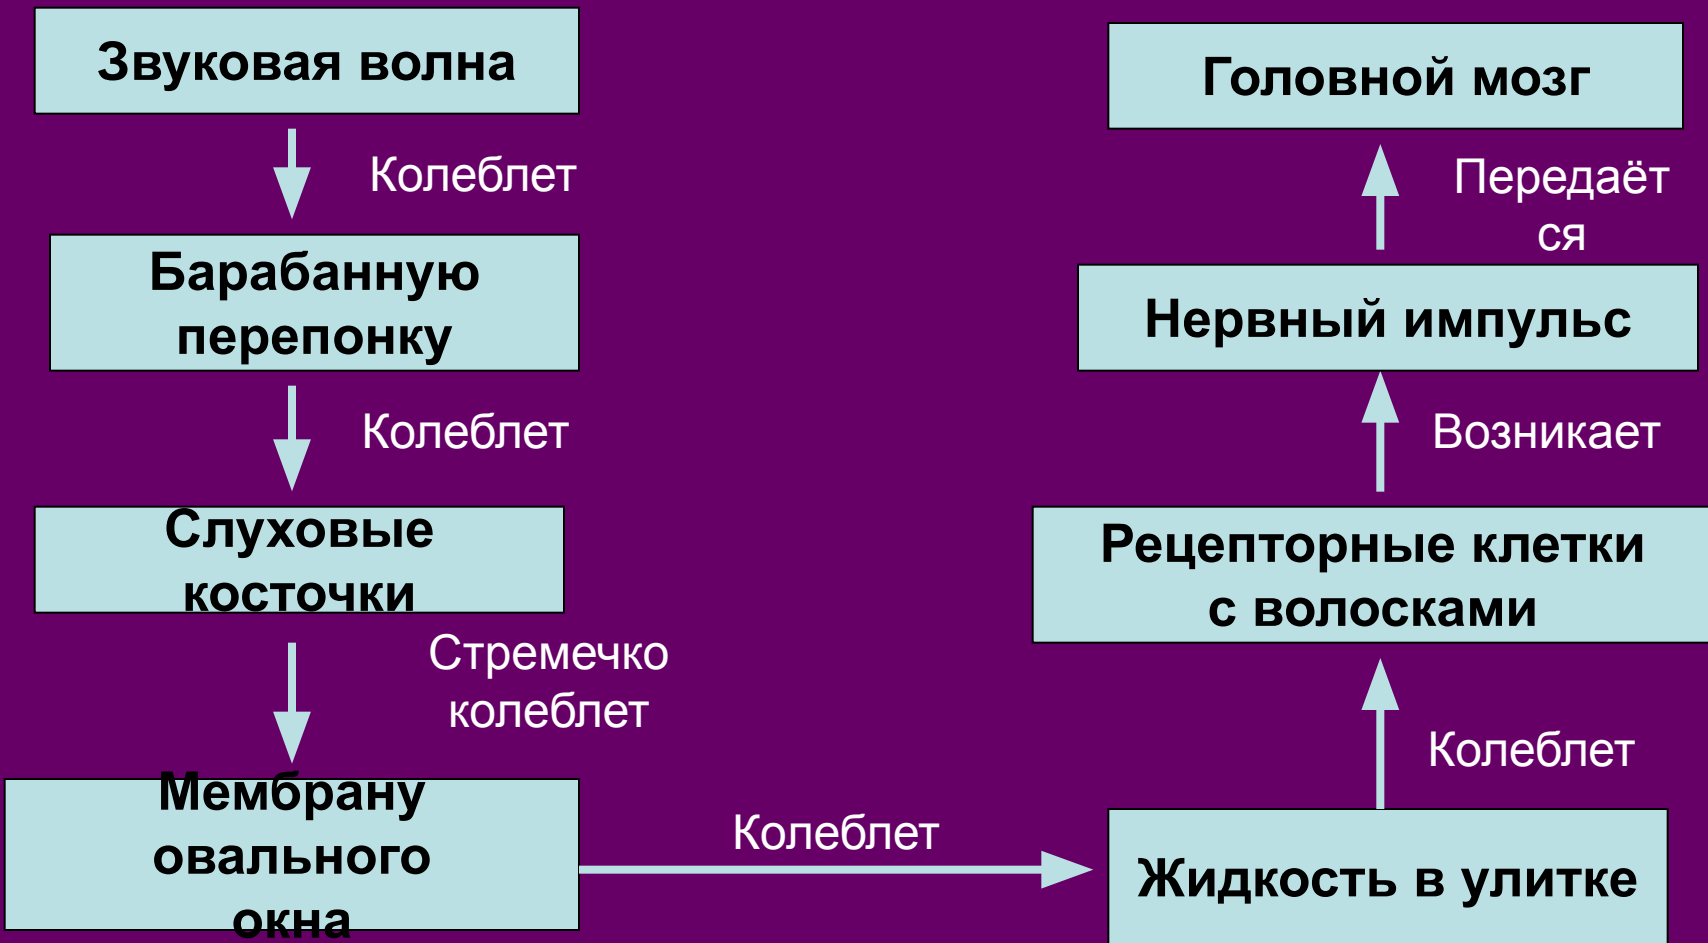 Звуковая волна
Колеблет
Барабанную
перепонку
Колеблет
Слуховые
косточки
Стремечко
колеблет
Мембрану
овального
окна
Колеблет
Жидкость в улитке
Колеблет
Рецепторные клетки
с волосками
Возникает
Нервный импульс
Передаёт
ся
Головной мозг